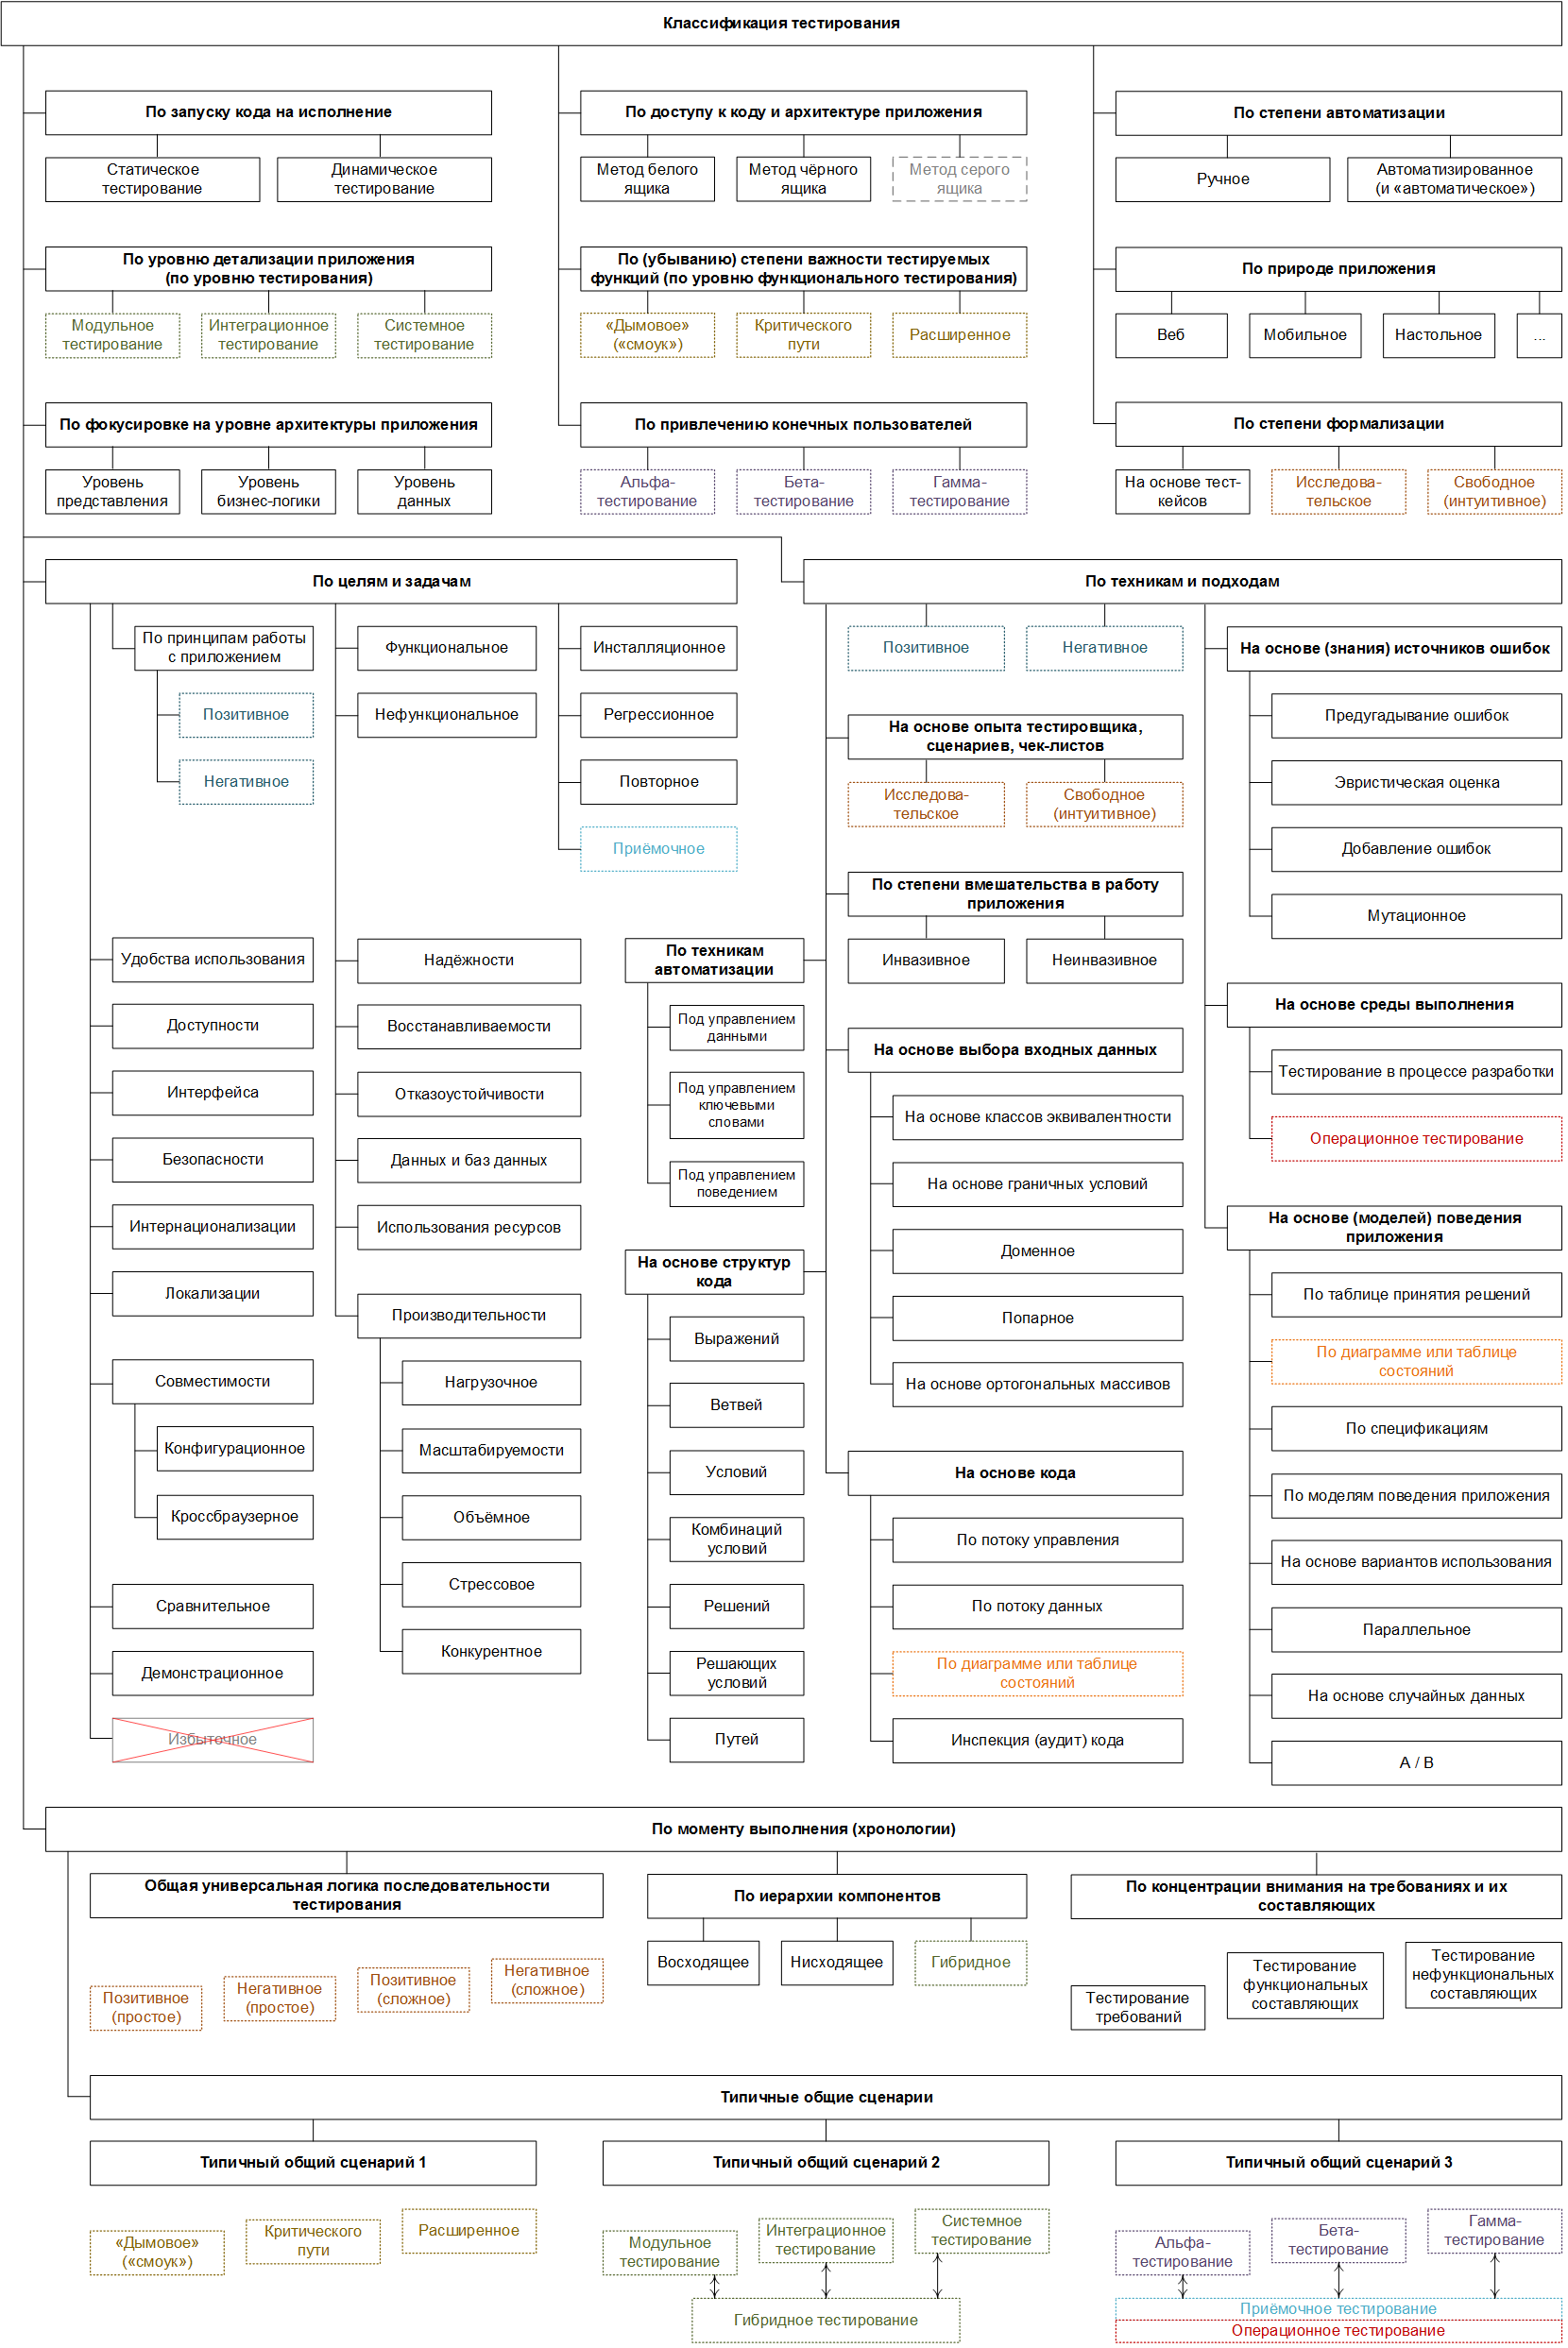 Классификация тестирования
По запуску кода на исполнение
Статическое
тестирование
Динамическое
тестирование
По доступу к коду и архитектуре приложения
Метод белого
ящика
Метод чёрного
ящика
Метод серого
ящика
По степени автоматизации
Ручное
Автоматизированное
(и «автоматическое»)
По уровню детализации приложения
(по уровню тестирования)
Модульное
тестирование
Интеграционное
тестирование
Системное
тестирование
По (убыванию) степени важности тестируемых
функций (по уровню функционального тестирования)
«Дымовое»
(«смоук»)
Критического
пути
Расширенное
По природе приложения
Веб
Мобильное
Настольное
...
По фокусировке на уровне архитектуры приложения
Уровень
представления
Уровень
бизнес-логики
Уровень
данных
По привлечению конечных пользователей
Альфа-
тестирование
Бета-
тестирование
Гамма-
тестирование
По степени формализации
На основе тест-
кейсов
Исследова-
тельское
Свободное
(интуитивное)
По целям и задачам
По принципам работы
с приложением
Позитивное
Негативное
Функциональное
Нефункциональное
Инсталляционное
Регрессионное
Повторное
Приёмочное
Удобства использования
Доступности
Интерфейса
Безопасности
Интернационализации
Локализации
Совместимости
Конфигурационное
Кроссбраузерное
Сравнительное
Демонстрационное
Избыточное
Надёжности
Восстанавливаемости
Отказоустойчивости
Данных и баз данных
Использования ресурсов
Производительности
Нагрузочное
Масштабируемости
Объёмное
Стрессовое
Конкурентное
По техникам и подходам
Позитивное
Негативное
На основе опыта тестировщика,
сценариев, чек-листов
Исследова-
тельское
Свободное
(интуитивное)
По степени вмешательства в работу
приложения
Инвазивное
Неинвазивное
По техникам
автоматизации
Под управлением
данными
Под управлением
ключевыми
словами
Под управлением
поведением
На основе выбора входных данных
На основе классов эквивалентности
На основе граничных условий
Доменное
Попарное
На основе ортогональных массивов
На основе структур
кода
Выражений
Ветвей
Условий
Комбинаций
условий
Решений
Решающих
условий
Путей
На основе кода
По потоку управления
По потоку данных
По диаграмме или таблице
состояний
Инспекция (аудит) кода
На основе (знания) источников ошибок
Предугадывание ошибок
Эвристическая оценка
Добавление ошибок
Мутационное
На основе среды выполнения
Тестирование в процессе разработки
Операционное тестирование
На основе (моделей) поведения
приложения
По таблице принятия решений
По диаграмме или таблице
состояний
По спецификациям
По моделям поведения приложения
На основе вариантов использования
Параллельное
На основе случайных данных
A / B
По моменту выполнения (хронологии)
Общая универсальная логика последовательности
тестирования
Позитивное
(простое)
Негативное
(простое)
Позитивное
(сложное)
Негативное
(сложное)
По иерархии компонентов
Восходящее
Нисходящее
Гибридное
По концентрации внимания на требованиях и их
составляющих
Тестирование
требований
Тестирование
функциональных
составляющих
Тестирование
нефункциональных
составляющих
Типичные общие сценарии
Типичный общий сценарий 1
«Дымовое»
(«смоук»)
Критического
пути
Расширенное
Типичный общий сценарий 2
Модульное
тестирование
Интеграционное
тестирование
Системное
тестирование
Гибридное тестирование
Типичный общий сценарий 3
Альфа-
тестирование
Бета-
тестирование
Гамма-
тестирование
Приёмочное тестирование
Операционное тестирование